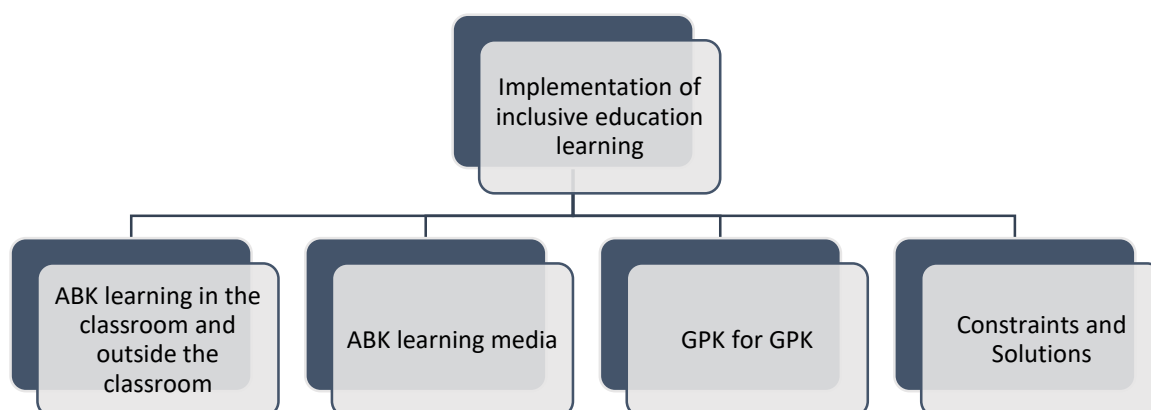 Implementation of
inclusive education
learning
ABK learning in the
classroom and
outside the
classroom
ABK learning media
GPK for GPK
Constraints and
Solutions